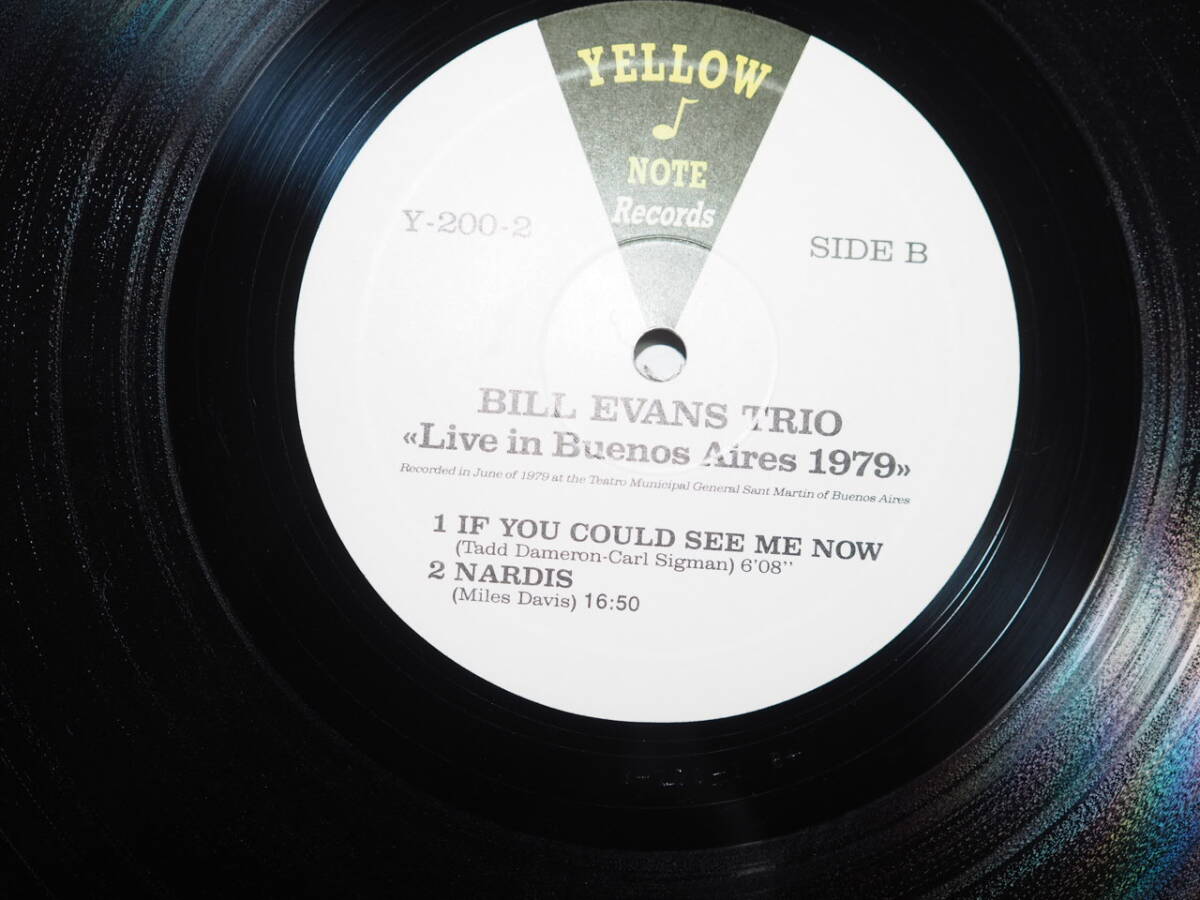 YELLOW
NOTE
Records
Y-200-2
SIDE B
BILL EVANS TRIO
«Live in Buenos Aires 1979»
Recorded in June of 1979 at the Teatro Municipal General Sant Martin of Buenos Aires
1 IF YOU COULD SEE ME NOW
(Tadd Dameron-Carl Sigman) 6'08''
2 NARDIS
(Miles Davis) 16:50